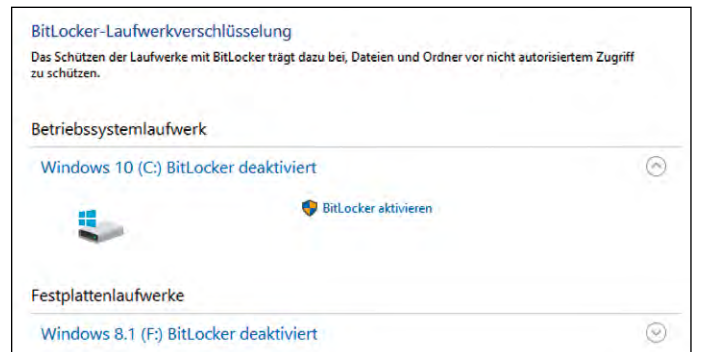 BitLocker-Laufwerkverschlüsselung
Das Schützen der Laufwerke mit BitLocker trägt dazu bei, Dateien und Ordner vor nicht autorisiertem Zugriff
zu schützen.
Betriebssystemlaufwerk
Windows 10 (C:) BitLocker deaktiviert
BitLocker aktivieren
Festplattenlaufwerke
Windows 8.1 (F:) BitLocker deaktiviert